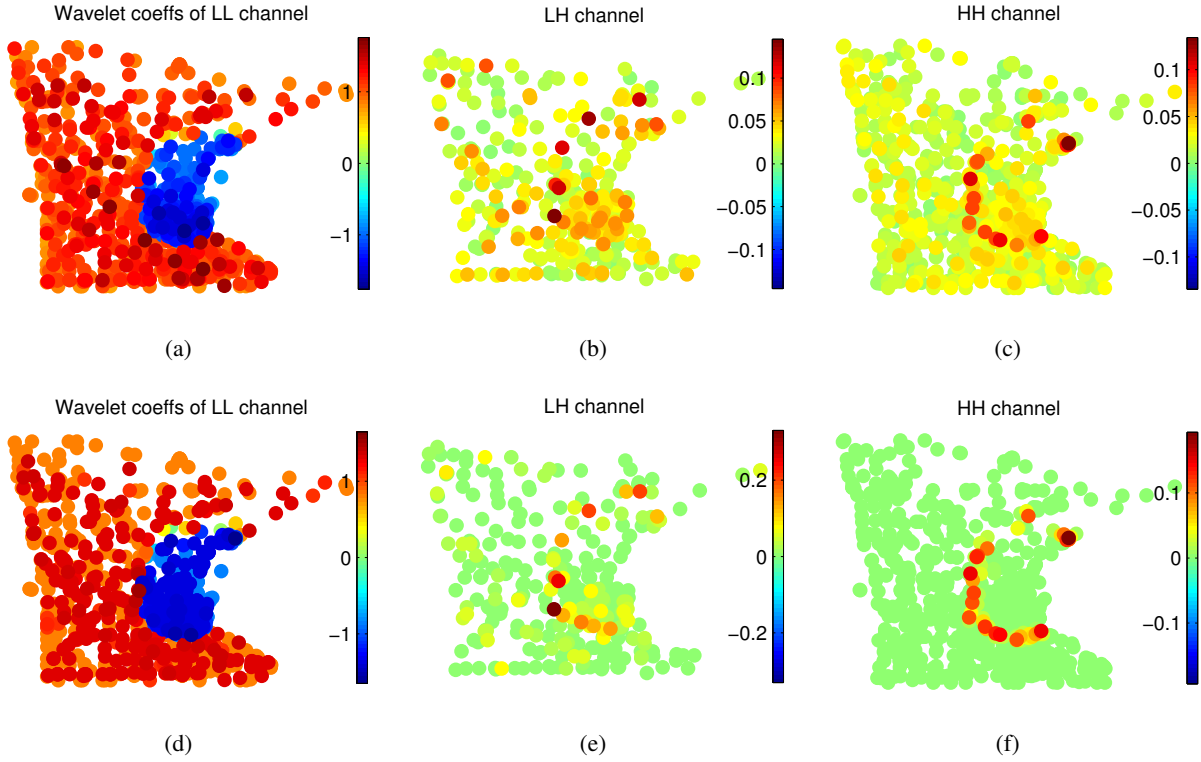 Wavelet coeffs of LL channel
LH channel
HH channel
1
0
−1
0.1
0.05
0
−0.05
−0.1
0.1
0.05
0
−0.05
−0.1
(a)
(b)
(c)
Wavelet coeffs of LL channel
LH channel
HH channel
1
0
−1
0.2
0
−0.2
0.1
0
−0.1
(d)
(e)
(f)